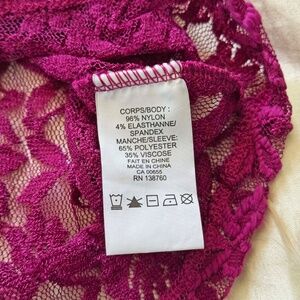 CORPS/BODY:
96% NYLON
4% ELASTHANNE/
SPANDEX
MANCHE/SLEEVE:
65% POLYESTER
35% VISCOSE
FAIT EN CHINE
MADE IN CHINA
CA 00655
RN 138760